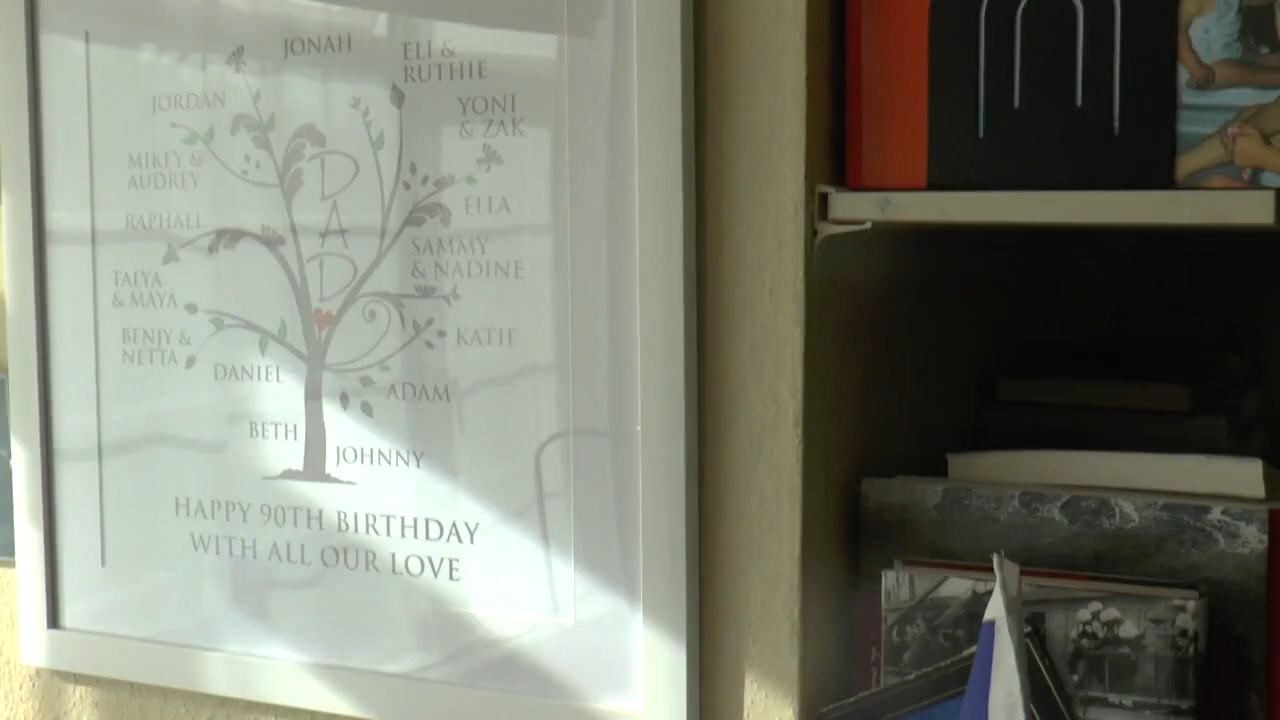 JONAH
ELI &
RUTHIE
JORDAN
YONI
& ZAK
MIKEY &
AUDREY
RAPHAEL
ELLA
SAMMY
& NADINE
TALYA
& MAYA
BENJY &
NETTA
KATIE
DANIEL
ADAM
BETH
JOHNNY
D
A
D
HAPPY 90TH BIRTHDAY
WITH ALL OUR LOVE